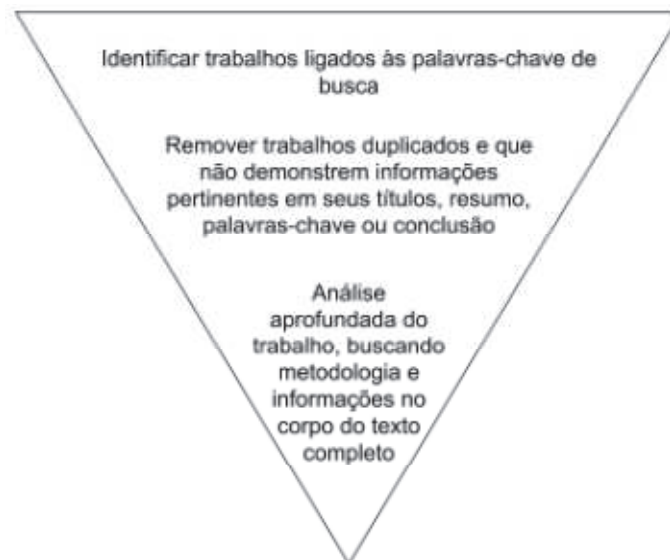 Identificar trabalhos ligados às palavras-chave de
busca
Remover trabalhos duplicados e que
não demonstrem informações
pertinentes em seus títulos, resumo,
palavras-chave ou conclusão
Análise
aprofundada do
trabalho, buscando
metodologia e
informações no
corpo do texto
completo